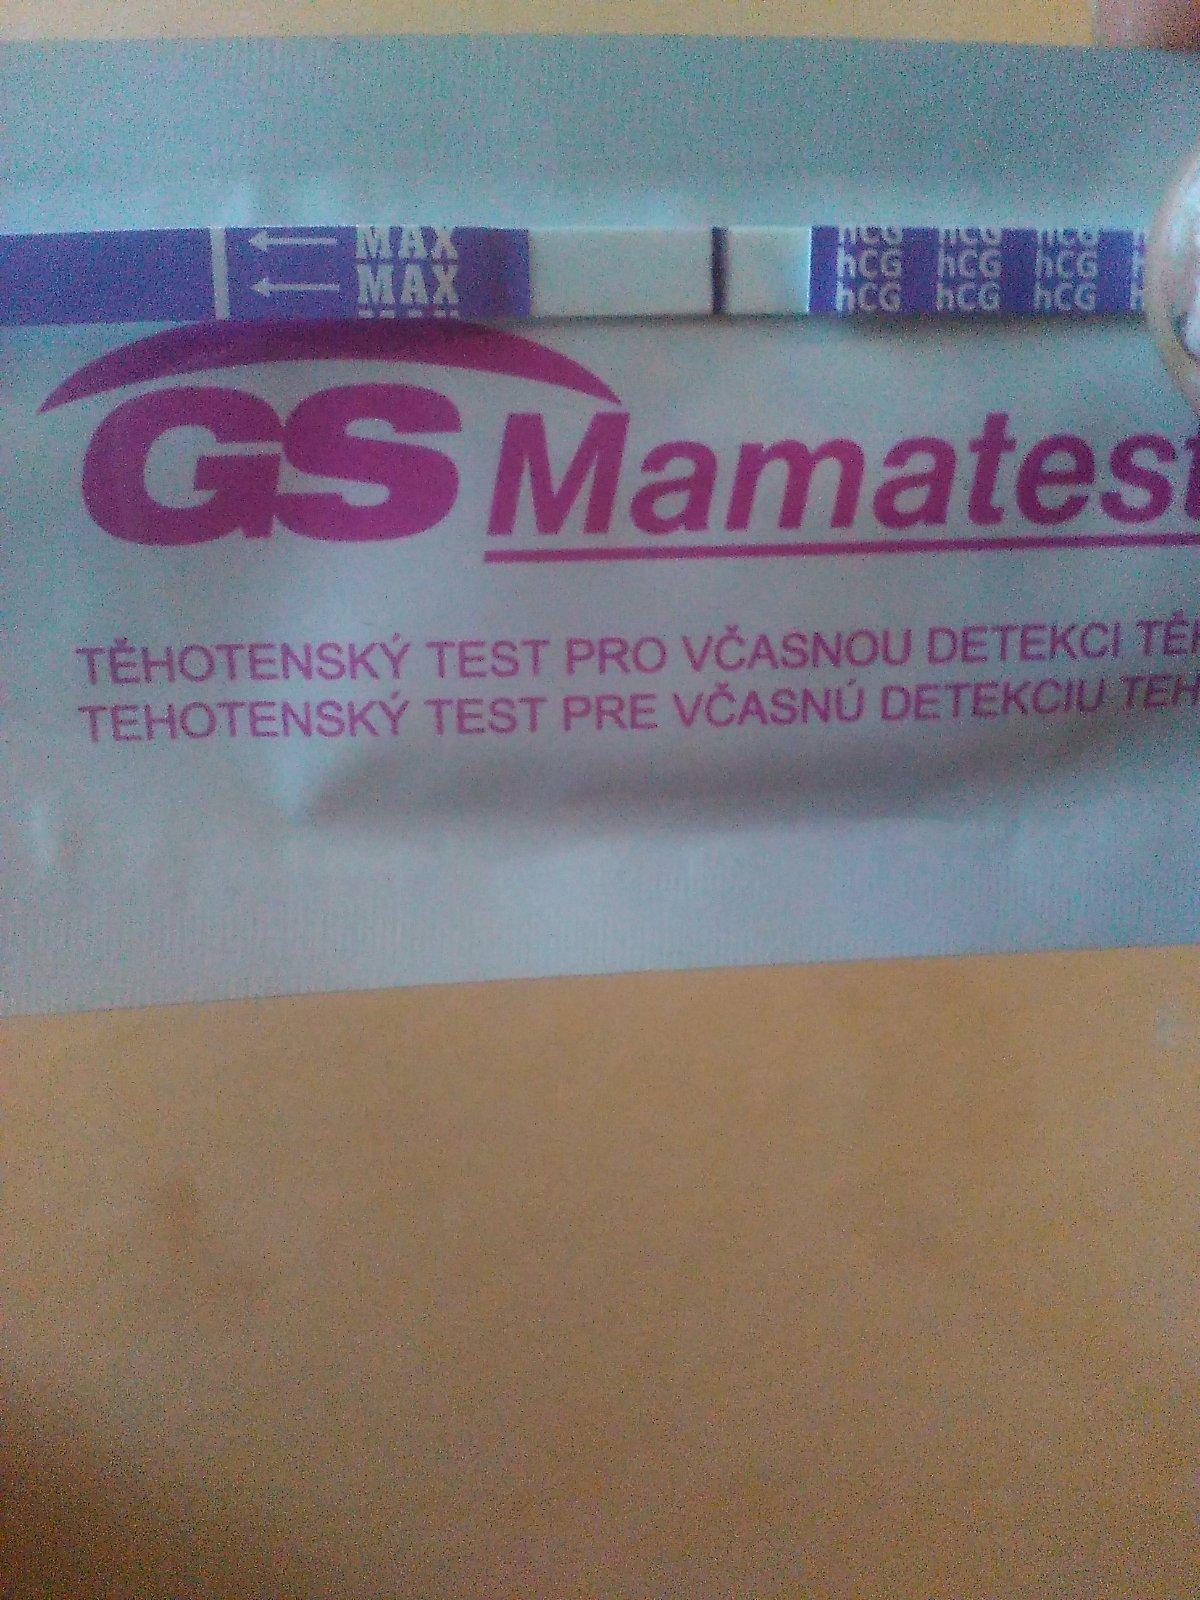 MAX
MAX
hCG hCG hCG
hCG hCG hCG
hCG hCG hCG
GS Mamatest
TĚHOTENSKÝ TEST PRO VČASNOU DETEKCI
TEHOTENSKÝ TEST PRE VČASNÚ DETEKCIU